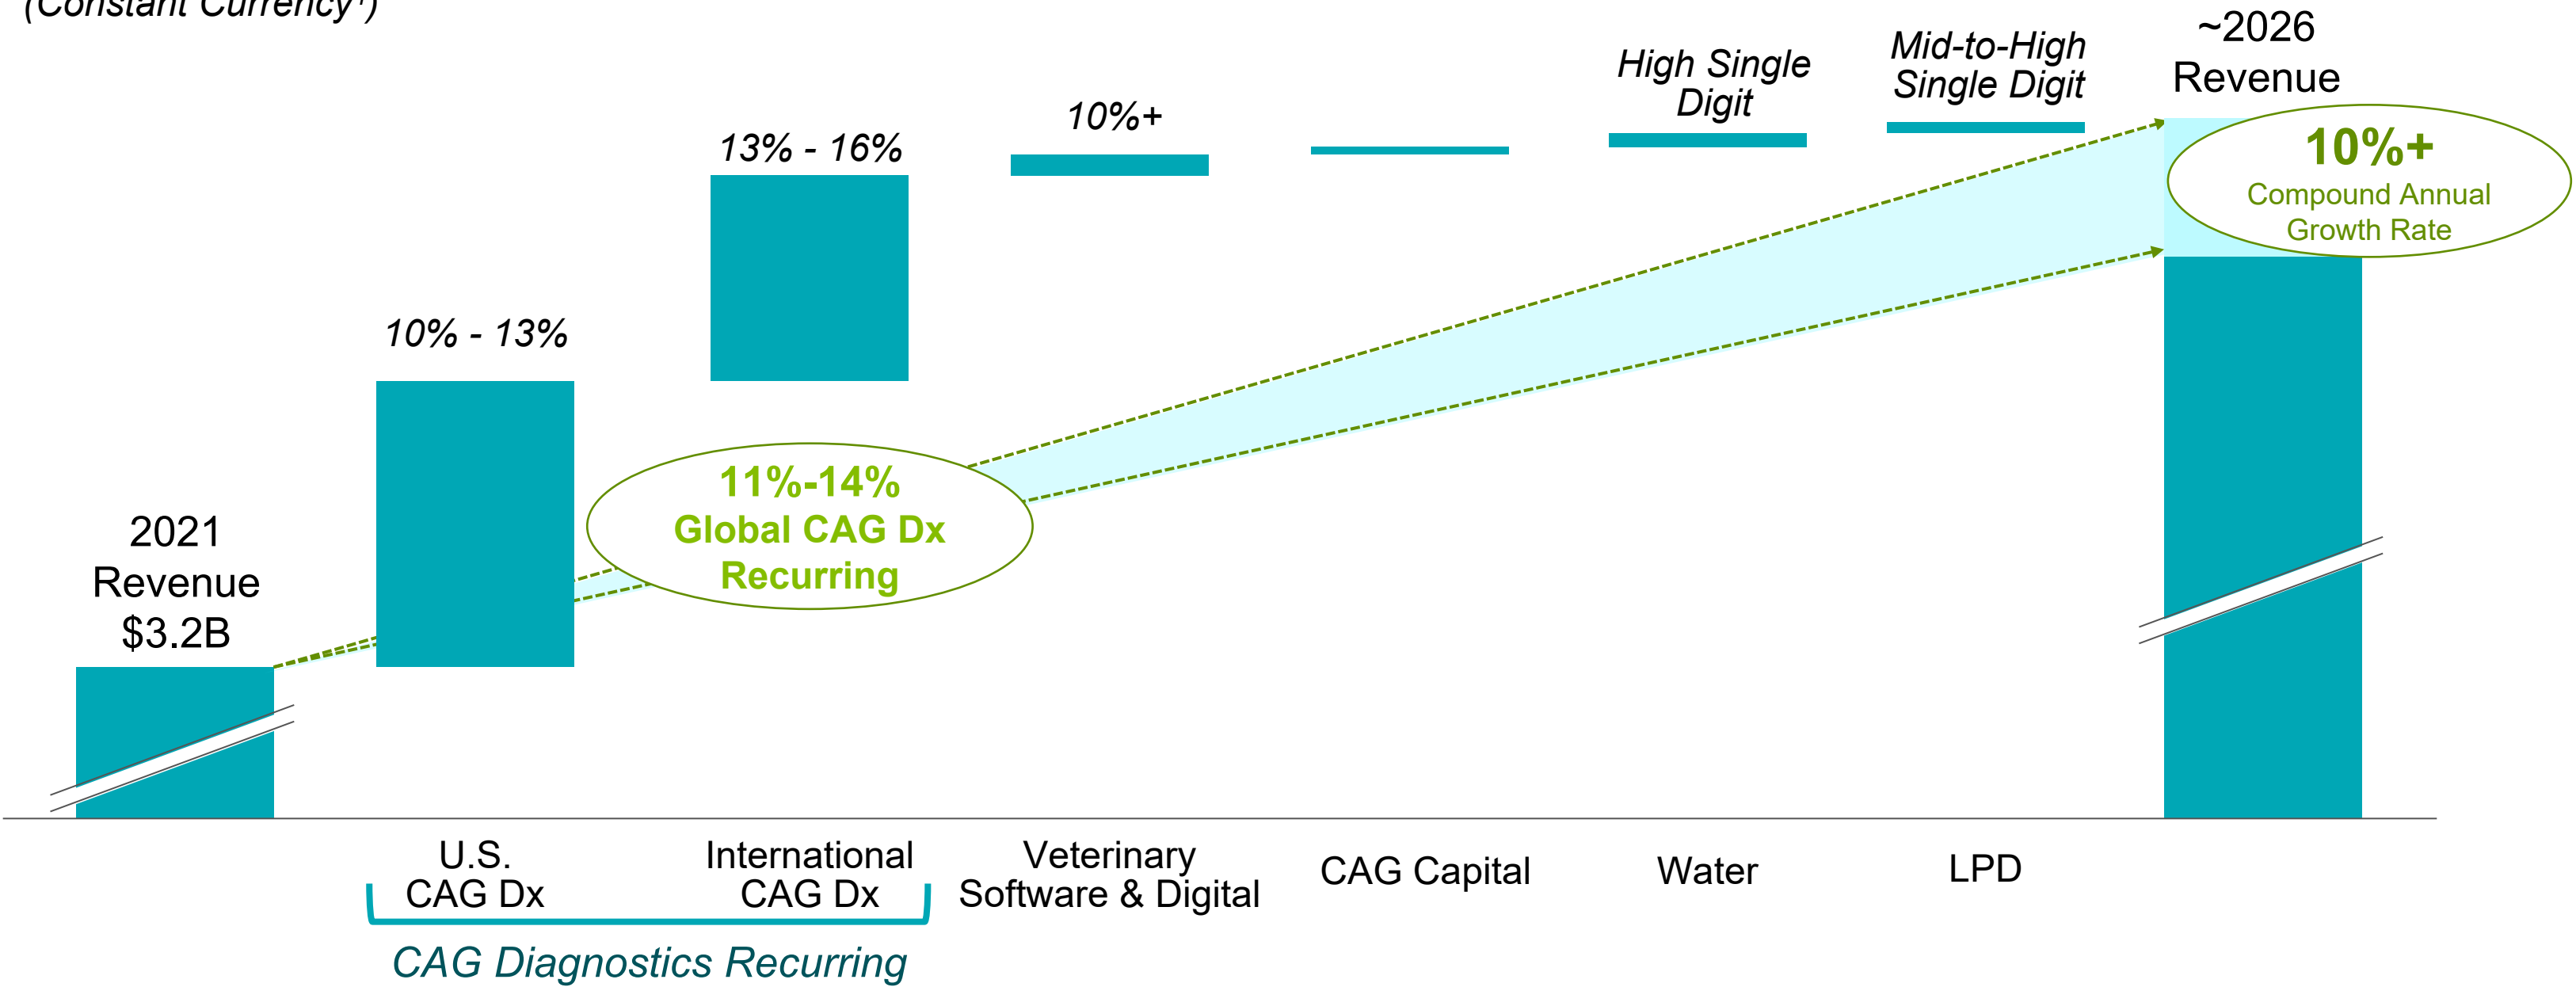 (Constant Currency¹)
2021
Revenue
$3.2B
10% - 13%
13% - 16%
10%+
High Single
Digit
Mid-to-High
Single Digit
~2026
Revenue
10%+
Compound Annual
Growth Rate
11%-14%
Global CAG Dx
Recurring
U.S.
CAG Dx
International
CAG Dx
Veterinary
Software & Digital
CAG Capital
Water
LPD
CAG Diagnostics Recurring